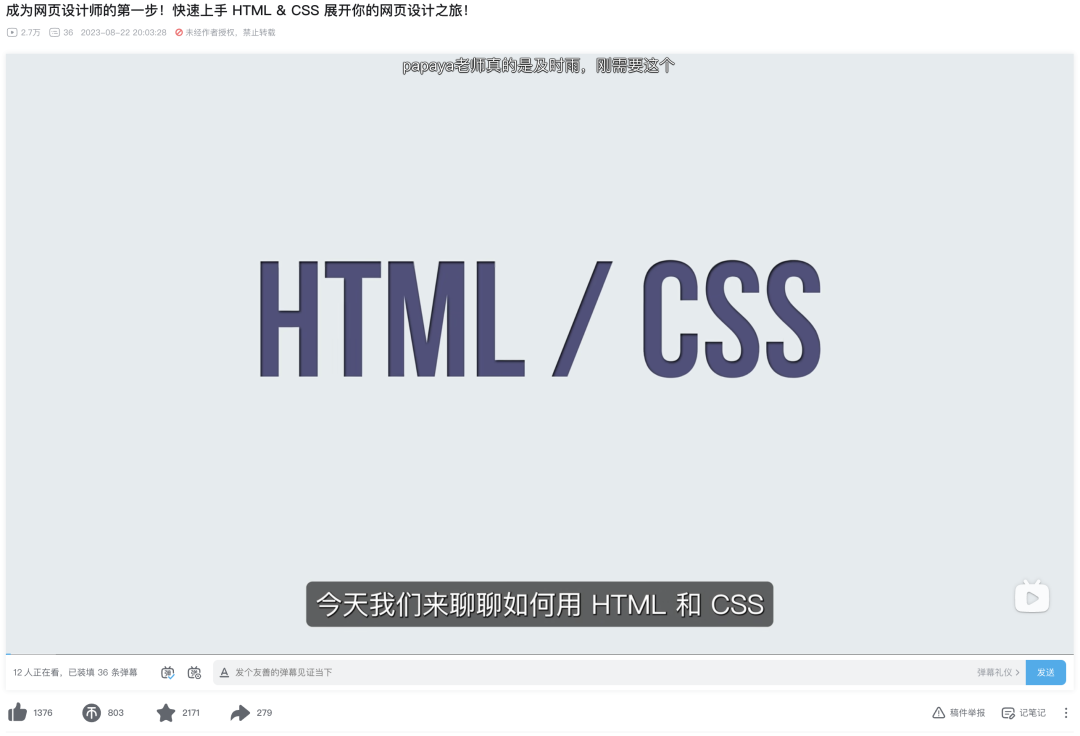 成为网页设计师的第一步！快速上手 HTML & CSS 展开你的网页设计之旅！
2.7万 36 2023-08-22 20:03:28 未经作者授权，禁止转载
papaya老师真的是及时雨，刚需要这个
HTML / CSS
今天我们来聊聊如何用 HTML 和 CSS
12 人正在看，已装填 36 条弹幕 弹 弹 A 发个友善的弹幕见证当下 弹幕礼仪 > 发送
1376 币 803 2171 279 稿件举报 记笔记